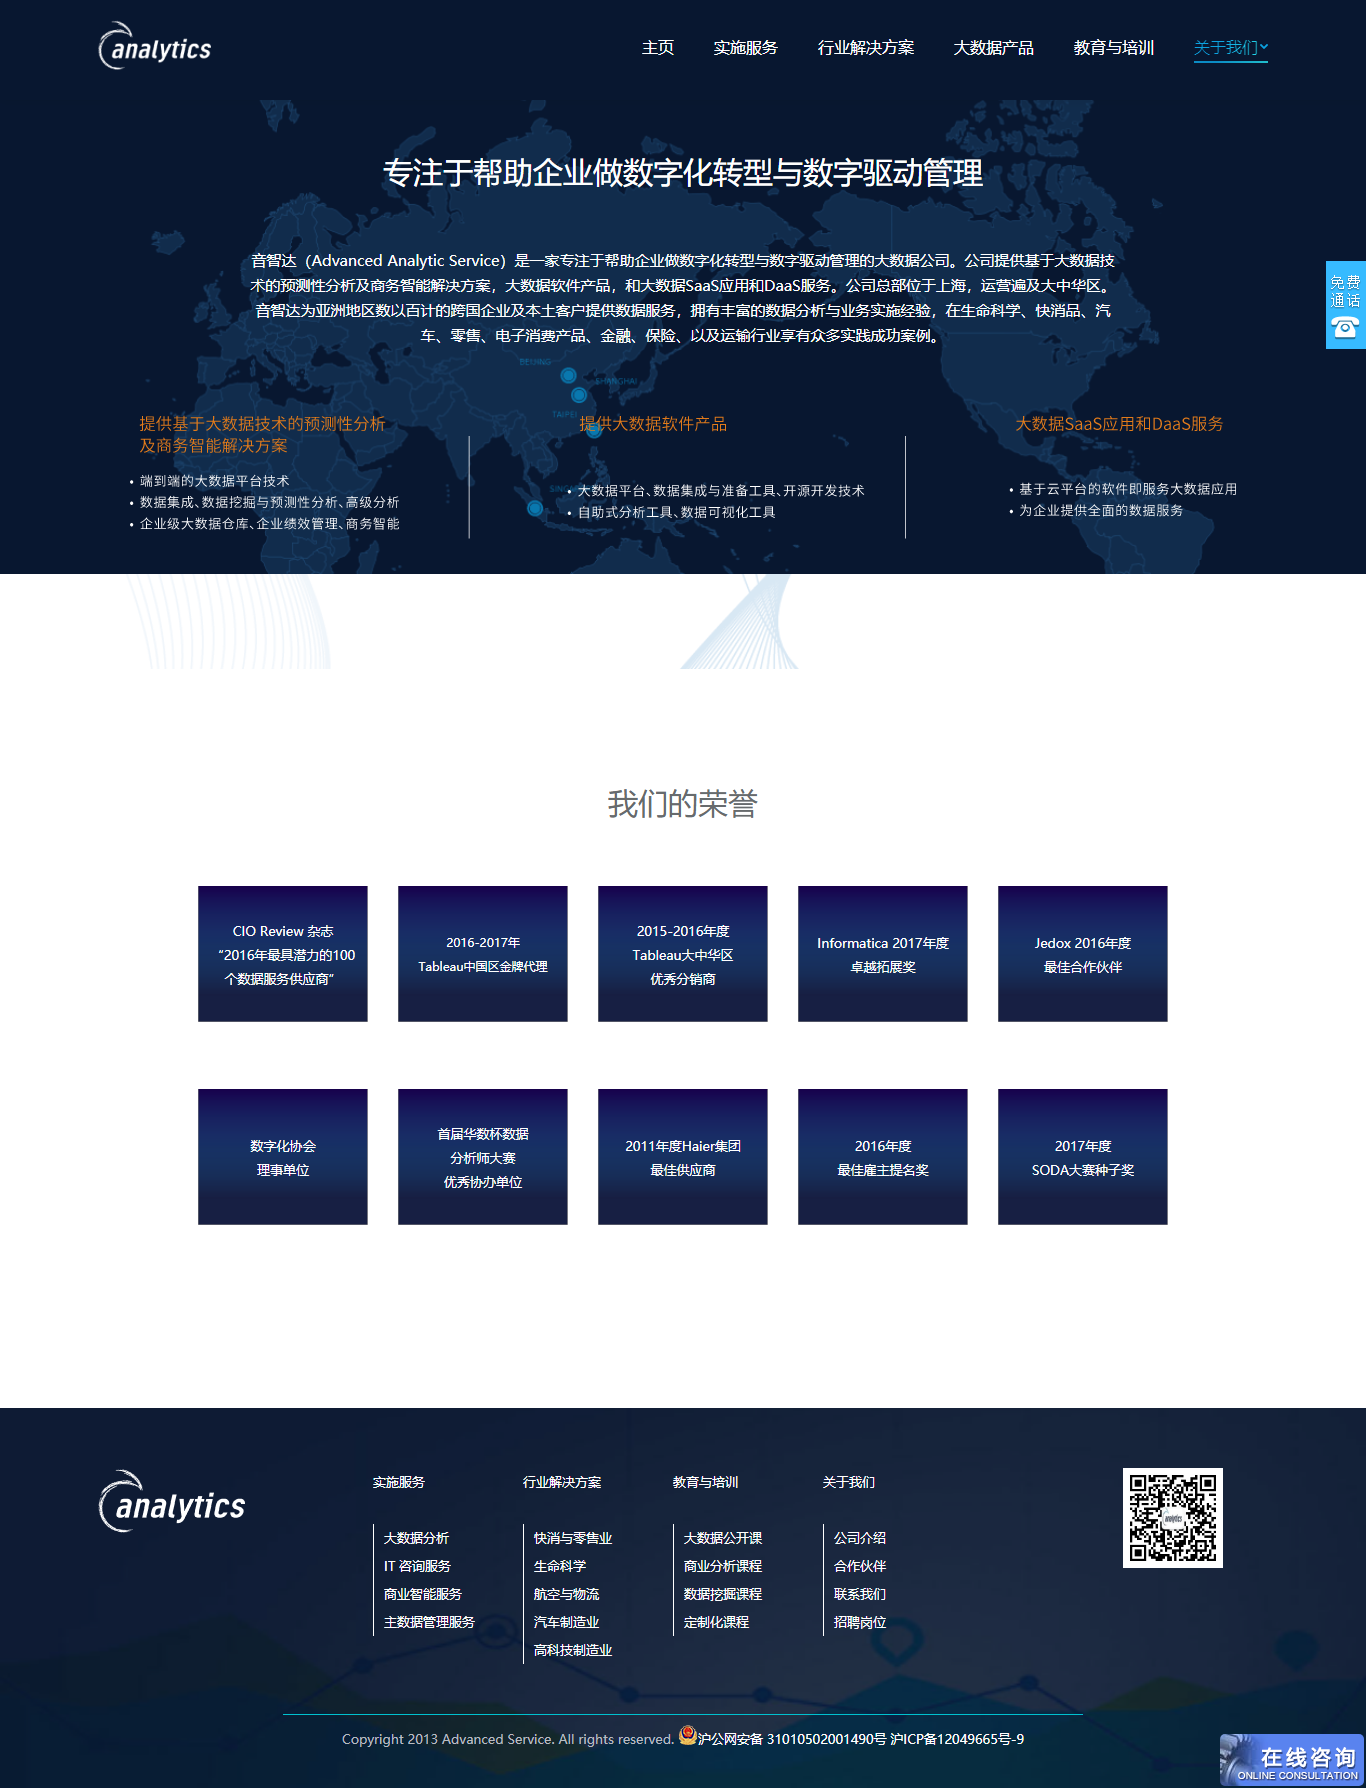 analytics
主页 实施服务 行业解决方案 大数据产品 教育与培训 关于我们
专注于帮助企业做数字化转型与数字驱动管理
音智达（Advanced Analytic Service）是一家专注于帮助企业做数字化转型与数字驱动管理的大数据公司。公司提供基于大数据技
术的预测性分析及商务智能解决方案，大数据软件产品，和大数据SaaS应用和DaaS服务。公司总部位于上海，运营遍及大中华区。
音智达为亚洲地区数以百计的跨国企业及本土客户提供数据服务，拥有丰富的数据分析与业务实施经验，在生命科学、快消品、汽
车、零售、电子消费产品、金融、保险、以及运输行业享有众多实践成功案例。
免费
通话
BEIJING
SHANGHAI
TAIPEI
提供基于大数据技术的预测性分析
及商务智能解决方案
• 端到端的大数据平台技术
• 数据集成、数据挖掘与预测性分析、高级分析
• 企业级大数据仓库、企业绩效管理、商务智能
提供大数据软件产品
• 大数据平台、数据集成与准备工具、开源开发技术
• 自助式分析工具、数据可视化工具
大数据SaaS应用和DaaS服务
• 基于云平台的软件即服务大数据应用
• 为企业提供全面的数据服务
我们的荣誉
CIO Review 杂志
“2016年最具潜力的100
个数据服务供应商”
2016-2017年
Tableau中国区金牌代理
2015-2016年度
Tableau大中华区
优秀分销商
Informatica 2017年度
卓越拓展奖
Jedox 2016年度
最佳合作伙伴
数字化协会
理事单位
首届华数杯数据
分析师大赛
优秀协办单位
2011年度Haier集团
最佳供应商
2016年度
最佳雇主提名奖
2017年度
SODA大赛种子奖
analytics
实施服务
大数据分析
IT 咨询服务
商业智能服务
主数据管理服务
行业解决方案
快消与零售业
生命科学
航空与物流
汽车制造业
高科技制造业
教育与培训
大数据公开课
商业分析课程
数据挖掘课程
定制化课程
关于我们
公司介绍
合作伙伴
联系我们
招聘岗位
analytics
Copyright 2013 Advanced Service. All rights reserved. 沪公网安备 31010502001490号 沪ICP备12049665号-9
在线咨询
ONLINE CONSULTATION